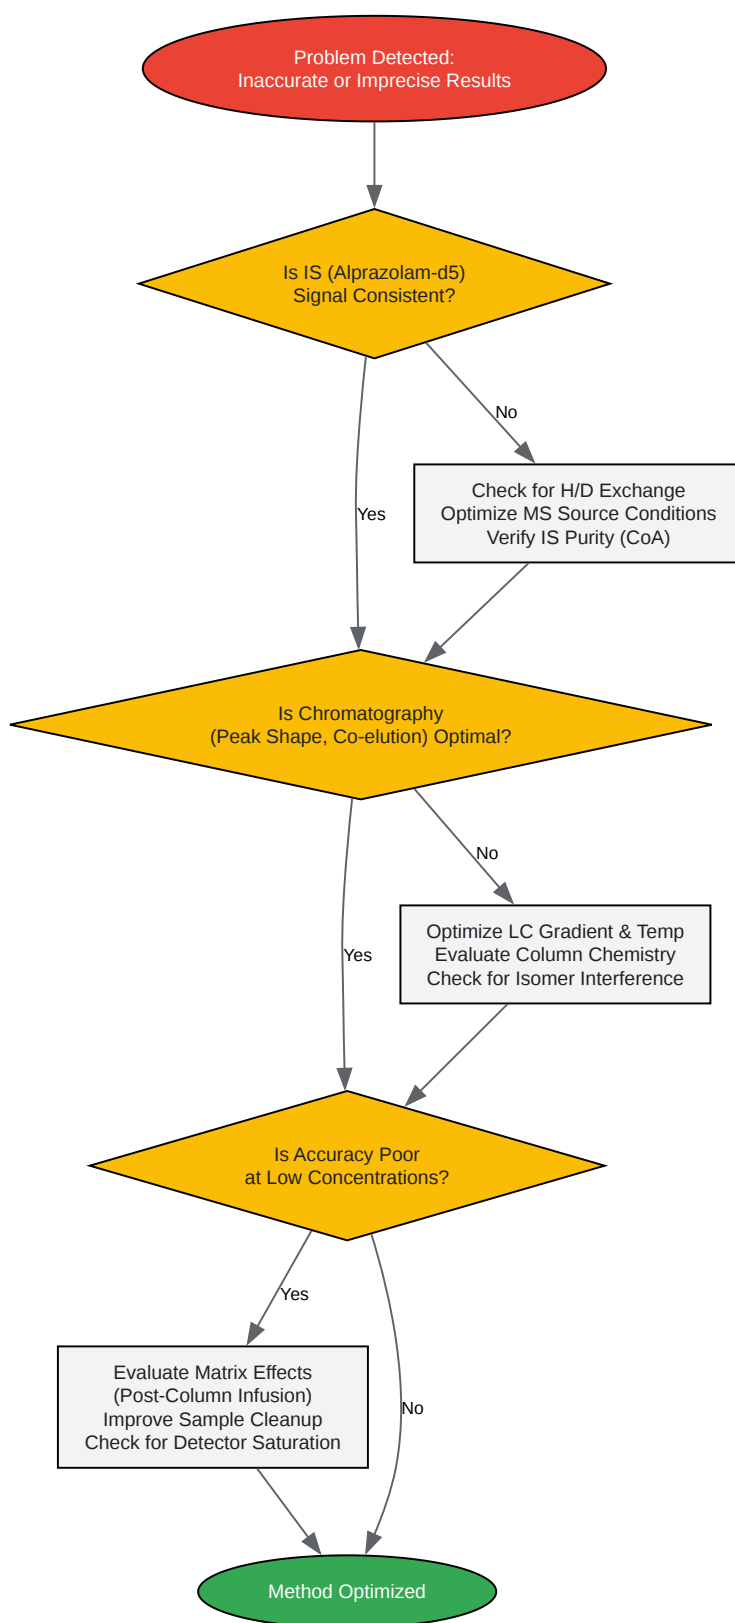 Problem Detected:
Inaccurate or Imprecise Results
Is IS (Alprazolam-d5)
Signal Consistent?
No
Check for H/D Exchange
Optimize MS Source Conditions
Verify IS Purity (CoA)
Yes
Is Chromatography
(Peak Shape, Co-elution) Optimal?
No
Optimize LC Gradient & Temp
Evaluate Column Chemistry
Check for Isomer Interference
Yes
Is Accuracy Poor
at Low Concentrations?
Yes
Evaluate Matrix Effects
(Post-Column Infusion)
Improve Sample Cleanup
Check for Detector Saturation
No
Method Optimized